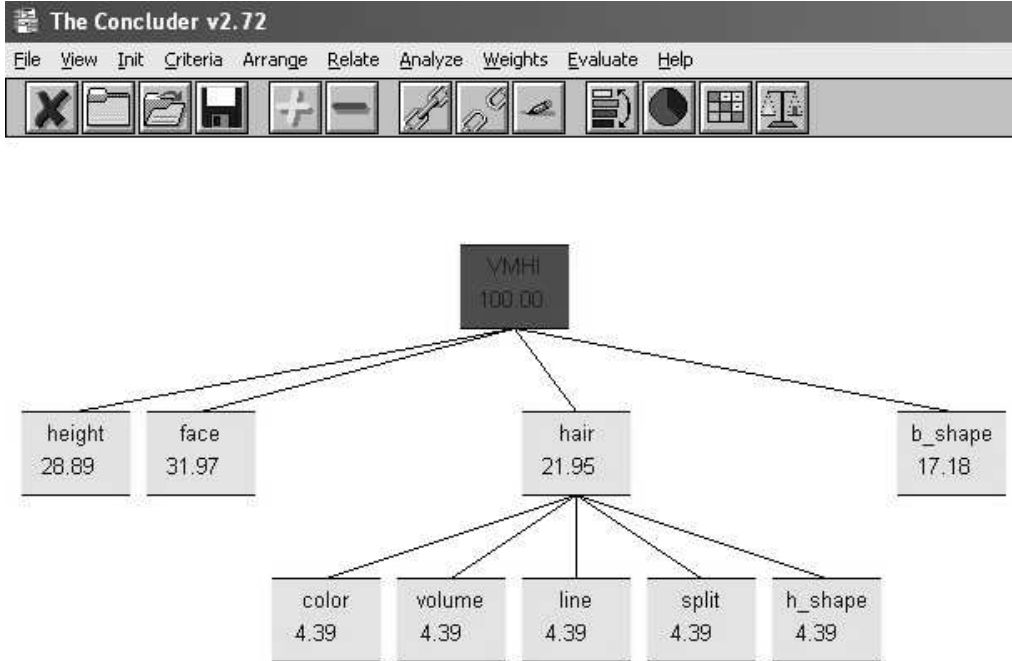 The Concluder v2.72
File View Init Criteria Arrange Relate Analyze Weights Evaluate Help
VMHI
100.00
height face hair b_shape
28.89 31.97 21.95 17.18
color volume line split h_shape
4.39 4.39 4.39 4.39 4.39